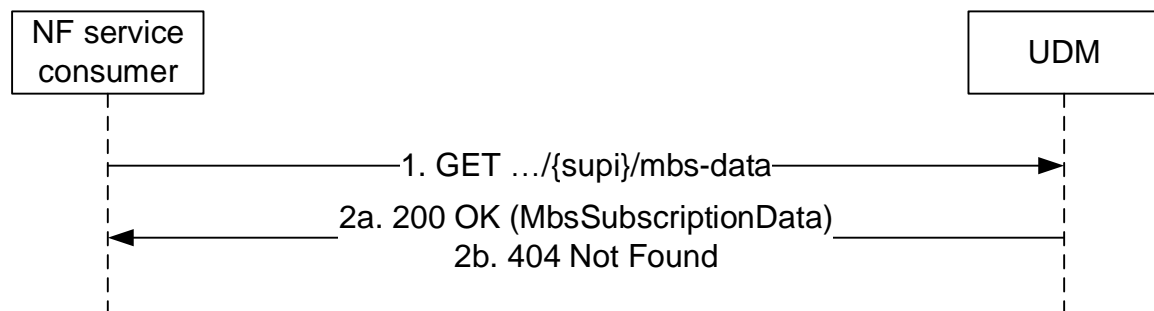 NF service
consumer
UDM
1. GET …/{supi}/mbs-data
2a. 200 OK (MbsSubscriptionData)
2b. 404 Not Found